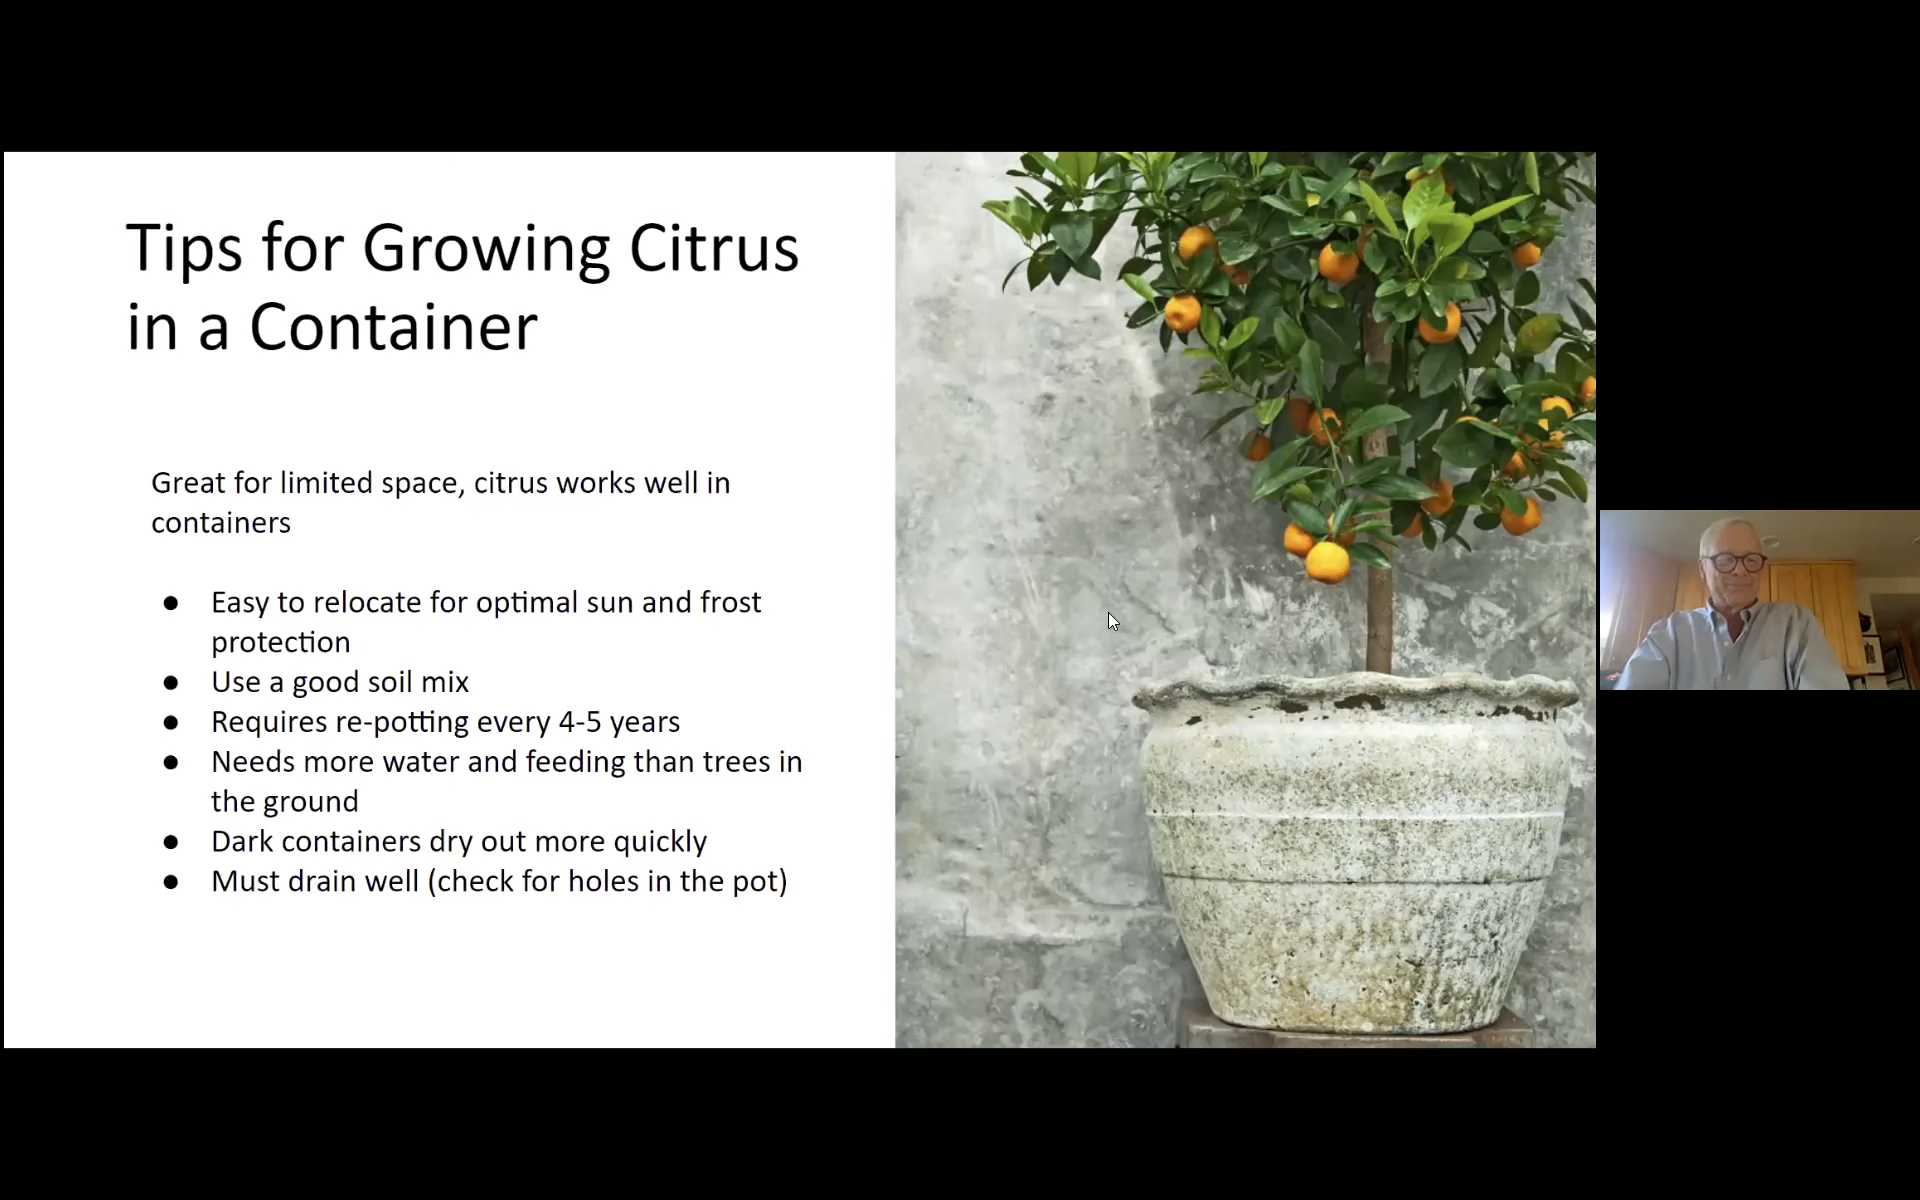 Tips for Growing Citrus
in a Container
Great for limited space, citrus works well in
containers
● Easy to relocate for optimal sun and frost
protection
● Use a good soil mix
● Requires re-potting every 4-5 years
● Needs more water and feeding than trees in
the ground
● Dark containers dry out more quickly
● Must drain well (check for holes in the pot)